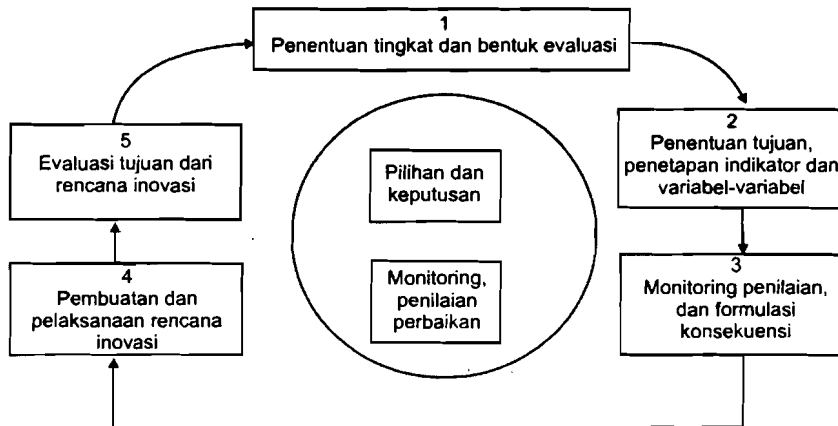 1
Penentuan tingkat dan bentuk evaluasi
2
Penentuan tujuan,
penetapan indikator dan
variabel-variabel
3
Monitoring penilaian,
dan formulasi
konsekuensi
4
Pembuatan dan
pelaksanaan rencana
inovasi
5
Evaluasi tujuan dari
rencana inovasi
Pilihan dan
keputusan
Monitoring,
penilaian
perbaikan